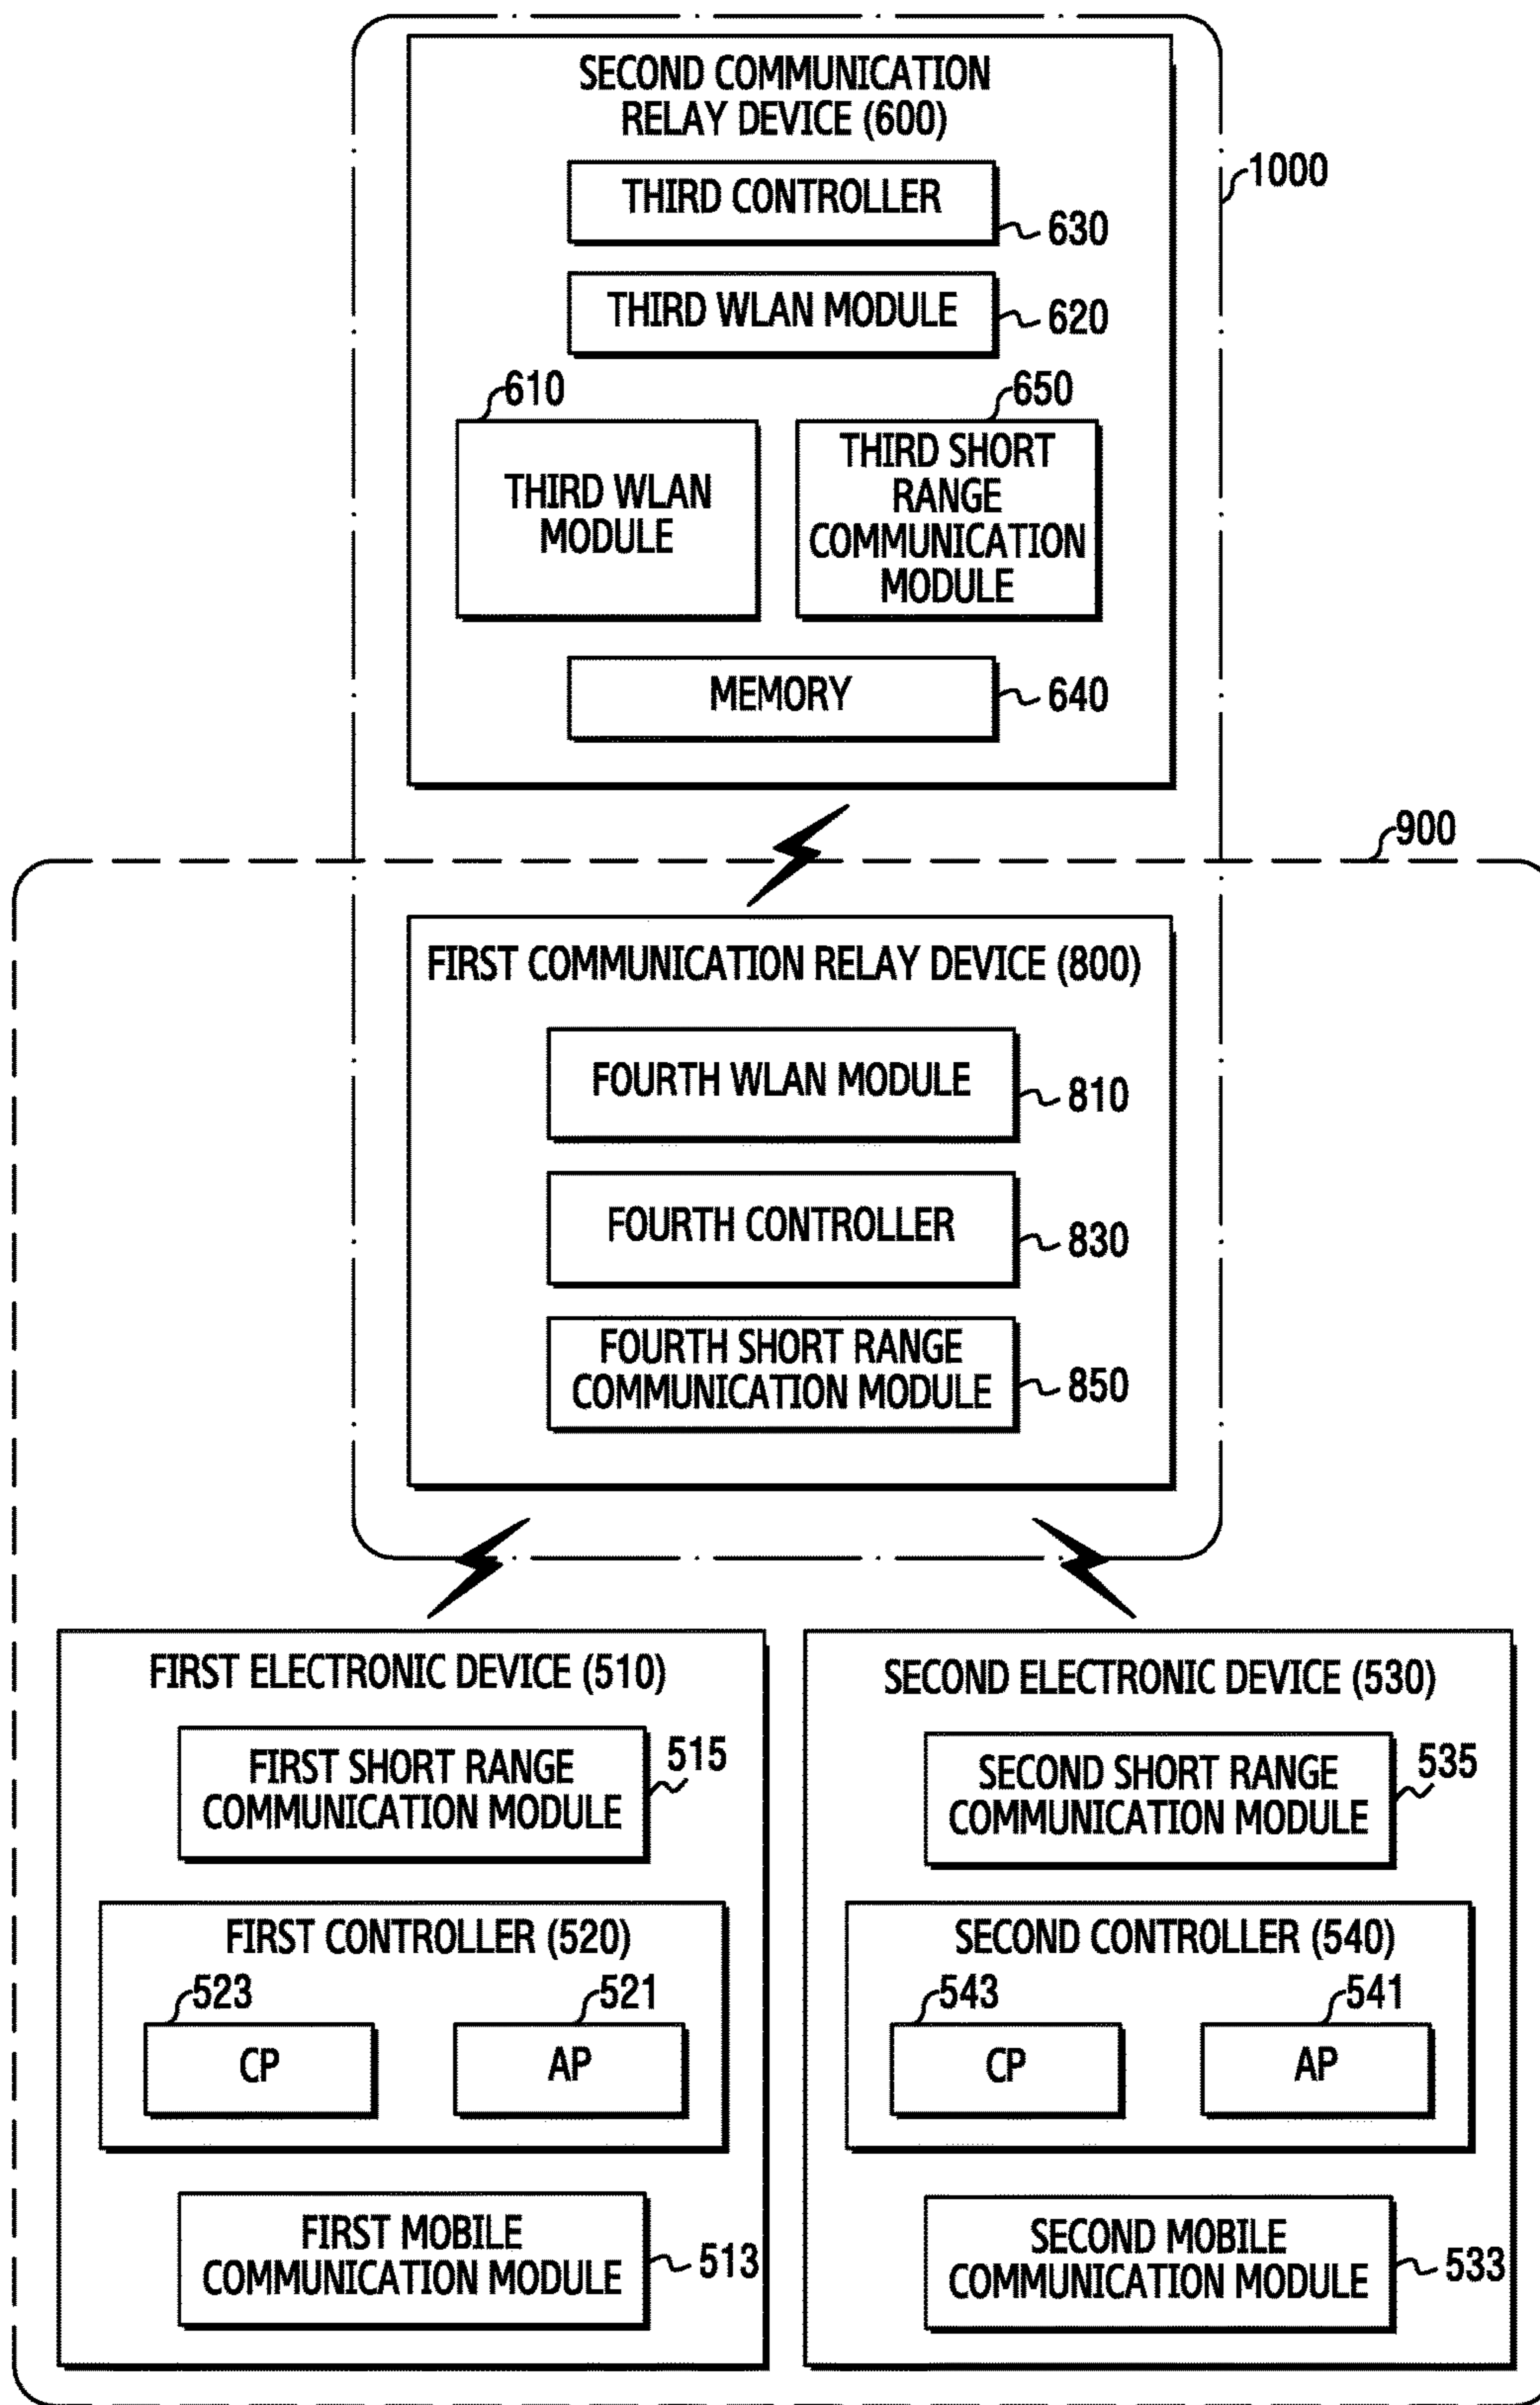 SECOND COMMUNICATION
RELAY DEVICE (600)
1000
THIRD CONTROLLER
630
THIRD WLAN MODULE
620
610
650
THIRD WLAN
MODULE
THIRD SHORT
RANGE
COMMUNICATION
MODULE
MEMORY
640
900
FIRST COMMUNICATION RELAY DEVICE (800)
FOURTH WLAN MODULE
810
FOURTH CONTROLLER
830
FOURTH SHORT RANGE
COMMUNICATION MODULE
850
FIRST ELECTRONIC DEVICE (510)
FIRST SHORT RANGE
COMMUNICATION MODULE
515
FIRST CONTROLLER (520)
523
521
CP
AP
FIRST MOBILE
COMMUNICATION MODULE
513
SECOND ELECTRONIC DEVICE (530)
SECOND SHORT RANGE
COMMUNICATION MODULE
535
SECOND CONTROLLER (540)
543
541
CP
AP
SECOND MOBILE
COMMUNICATION MODULE
533